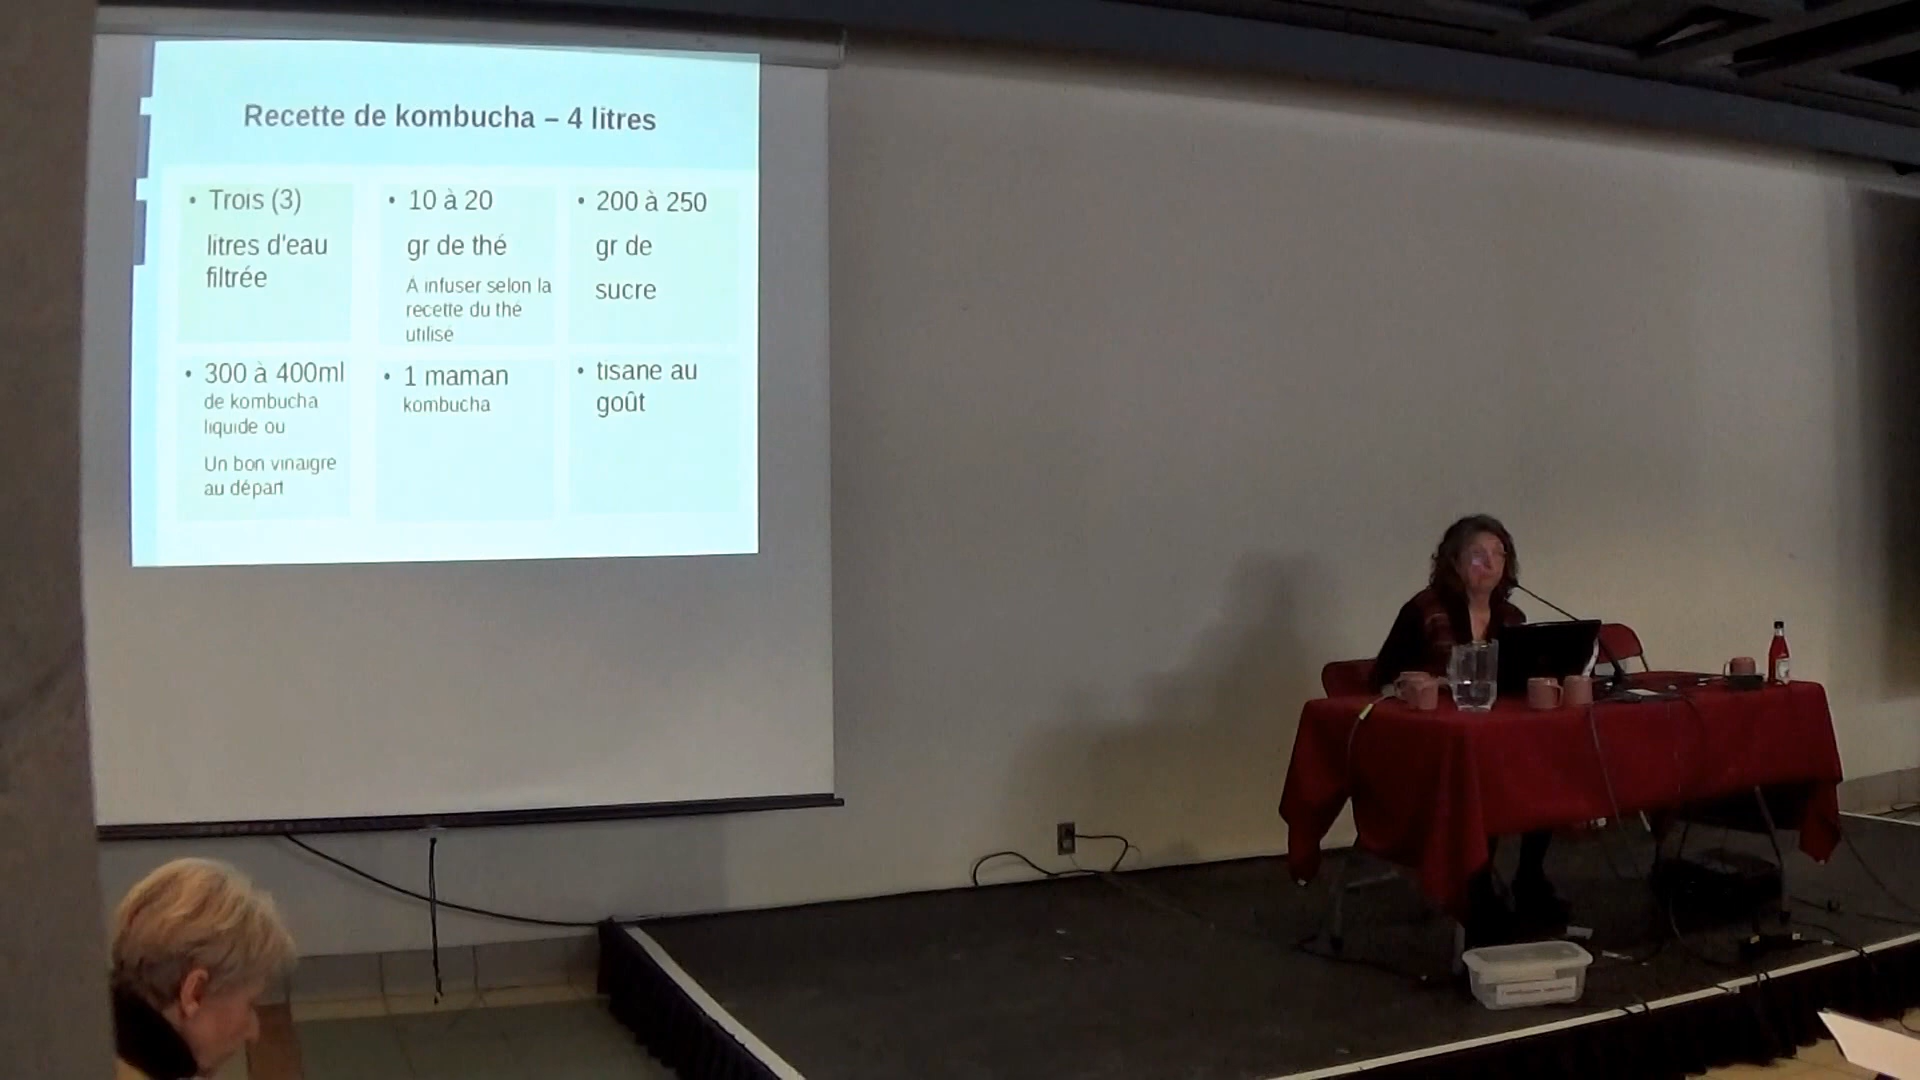 Recette de kombucha – 4 litres
• Trois (3)
litres d'eau
filtrée
• 10 à 20
gr de thé
À infuser selon la
recette du thé
utilisé
• 200 à 250
gr de
sucre
• 300 à 400ml
de kombucha
liquide ou
Un bon vinaigre
au départ
• 1 maman
kombucha
• tisane au
goût